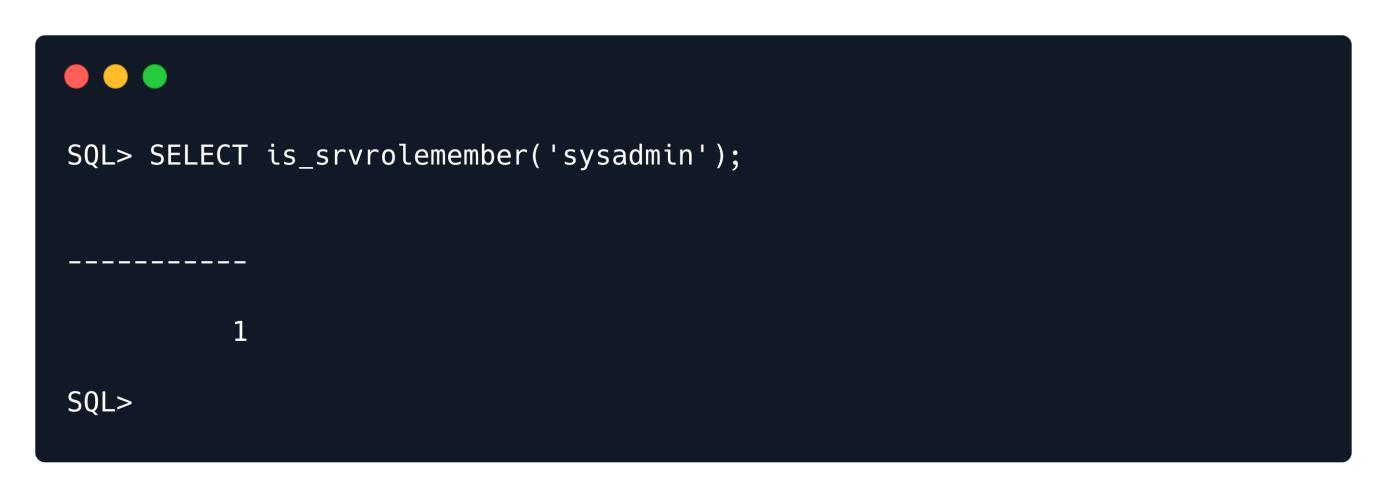 SQL> SELECT is_srvrolemember('sysadmin');
-----------
1
SQL>